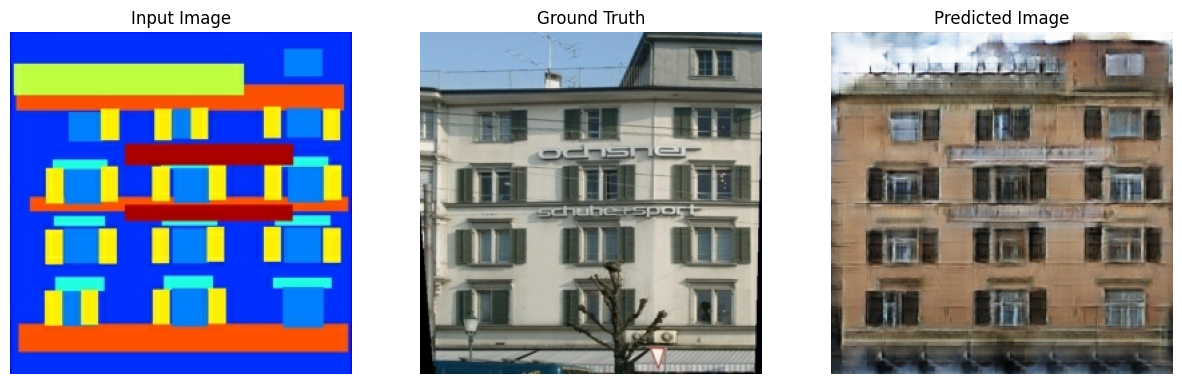 Input Image
Ground Truth
Predicted Image
ochsner
schuhe+sport